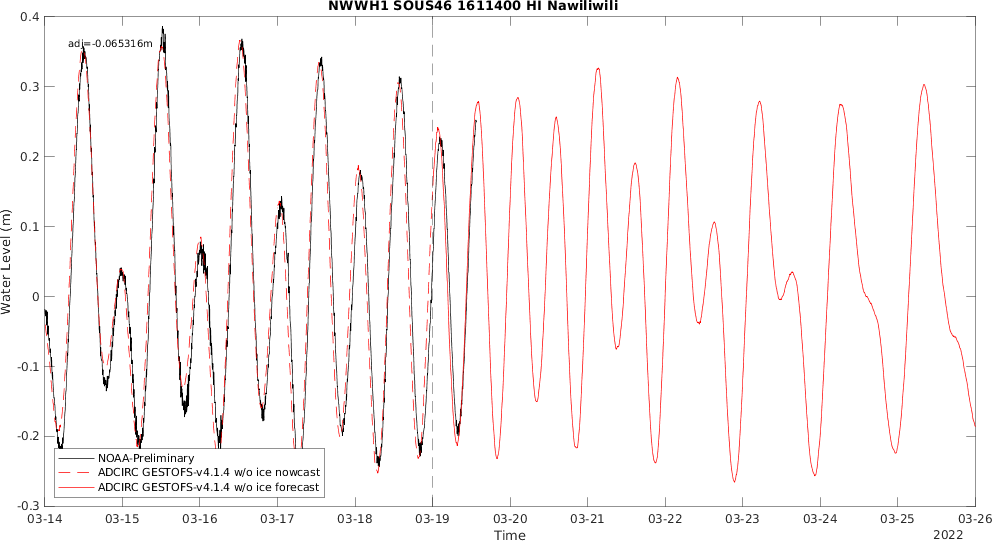 NWWH1 SOUS46 1611400 HI Nawiliwili
adj=-0.065316m
Water Level (m)
0.4
0.3
0.2
0.1
0
-0.1
-0.2
-0.3
NOAA-Preliminary
ADCIRC GESTOFS-v4.1.4 w/o ice nowcast
ADCIRC GESTOFS-v4.1.4 w/o ice forecast
03-14 03-15 03-16 03-17 03-18 03-19 03-20 03-21 03-22 03-23 03-24 03-25 03-26
Time
2022